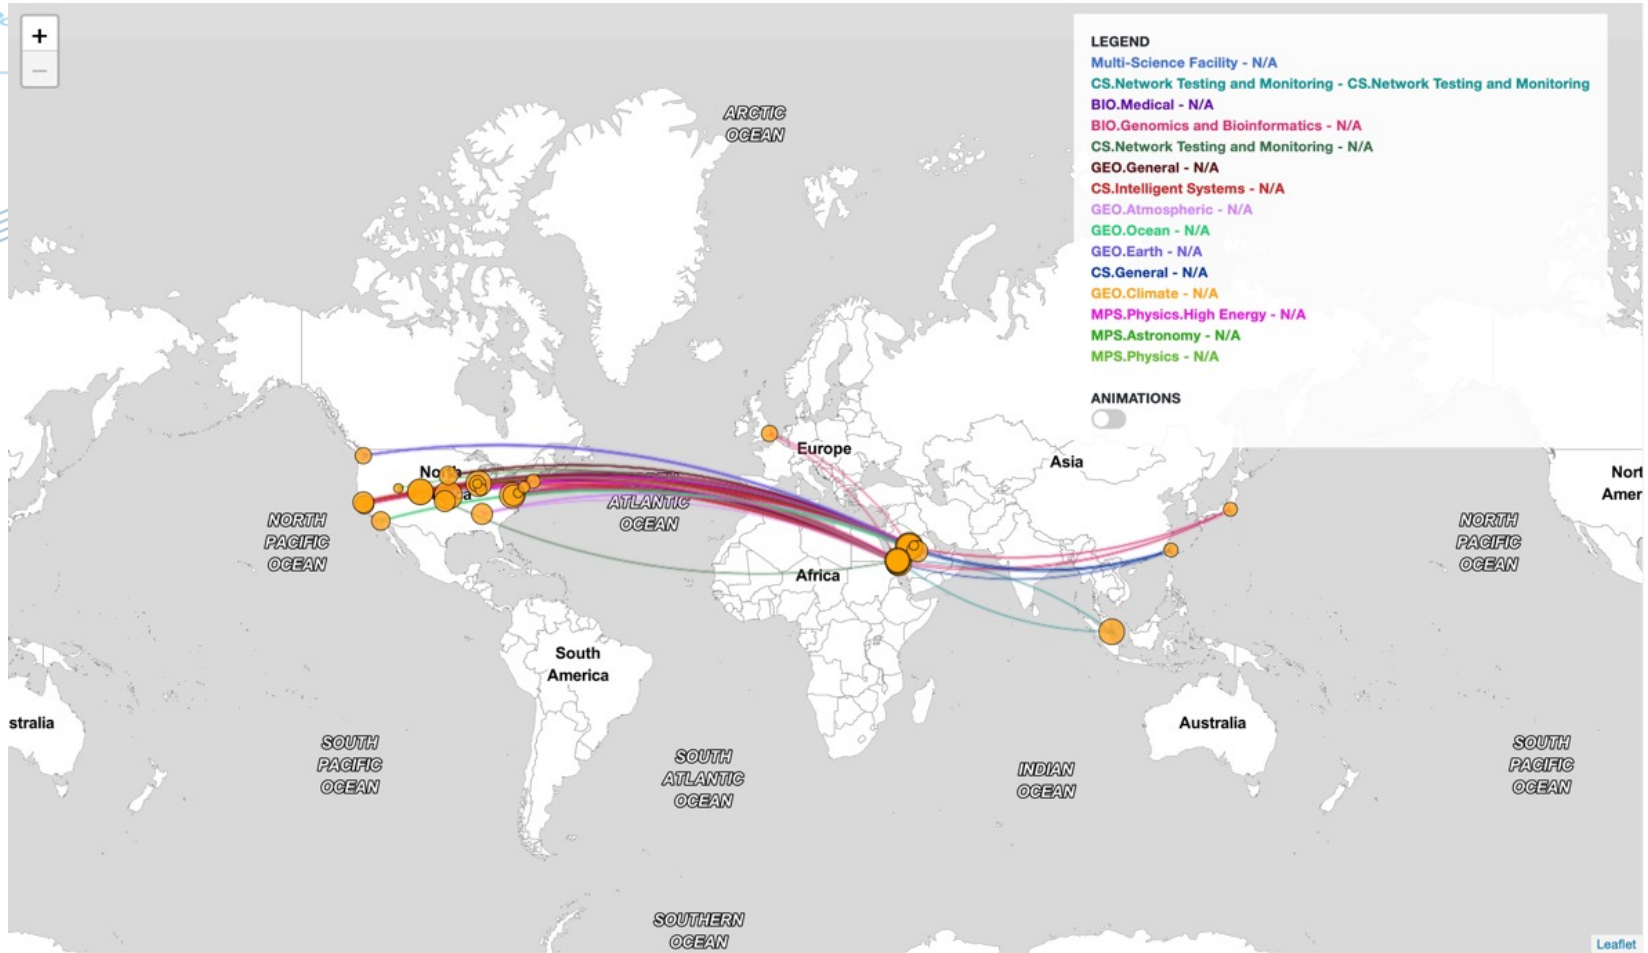 +
−
LEGEND
Multi-Science Facility - N/A
CS.Network Testing and Monitoring - CS.Network Testing and Monitoring
BIO.Medical - N/A
BIO.Genomics and Bioinformatics - N/A
CS.Network Testing and Monitoring - N/A
GEO.General - N/A
CS.Intelligent Systems - N/A
GEO.Atmospheric - N/A
GEO.Ocean - N/A
GEO.Earth - N/A
CS.General - N/A
GEO.Climate - N/A
MPS.Physics.High Energy - N/A
MPS.Astronomy - N/A
MPS.Physics - N/A
ANIMATIONS
ARCTIC
OCEAN
Europe
Asia
ATLANTIC
OCEAN
NORTH
PACIFIC
OCEAN
Africa
NORTH
PACIFIC
OCEAN
Nort
Amer
South
America
stralia
Australia
SOUTH
PACIFIC
OCEAN
SOUTH
ATLANTIC
OCEAN
INDIAN
OCEAN
SOUTH
PACIFIC
OCEAN
SOUTHERN
OCEAN
Leaflet